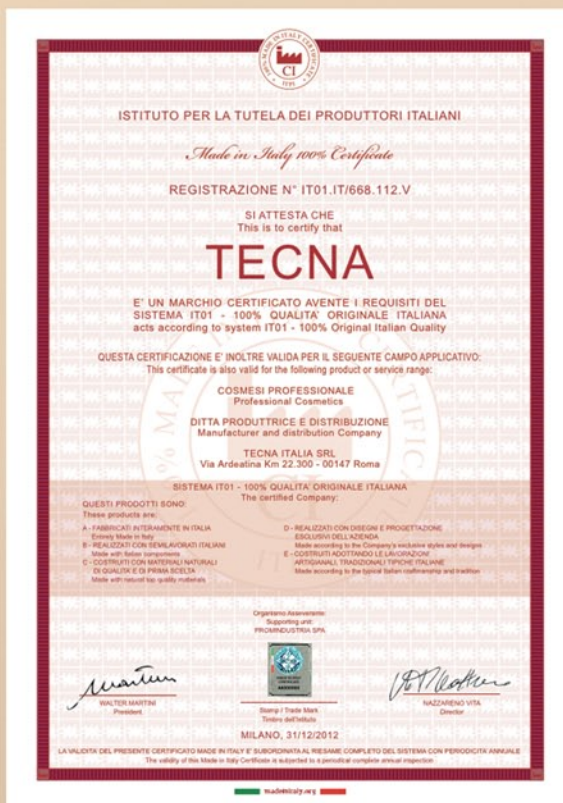 100% MADE IN ITALY CERTIFICATE
CI
ITPI
ISTITUTO PER LA TUTELA DEI PRODUTTORI ITALIANI
Made in Italy 100% Certificate
REGISTRAZIONE N° IT01.IT/668.112.V
SI ATTESTA CHE
This is to certify that
TECNA
E' UN MARCHIO CERTIFICATO AVENTE I REQUISITI DEL
SISTEMA IT01 - 100% QUALITA' ORIGINALE ITALIANA
acts according to system IT01 - 100% Original Italian Quality
QUESTA CERTIFICAZIONE E' INOLTRE VALIDA PER IL SEGUENTE CAMPO APPLICATIVO:
This certificate is also valid for the following product or service range:
COSMESI PROFESSIONALE
Professional Cosmetics
DITTA PRODUTTRICE E DISTRIBUZIONE
Manufacturer and distribution Company
TECNA ITALIA SRL
Via Ardeatina Km 22.300 - 00147 Roma
SISTEMA IT01 - 100% QUALITA' ORIGINALE ITALIANA
The certified Company:
QUESTI PRODOTTI SONO:
These products are:
A - FABBRICATI INTERAMENTE IN ITALIA
Entirely Made in Italy
B - REALIZZATI CON SEMILAVORATI ITALIANI
Made with Italian components
C - COSTRUITI CON MATERIALI NATURALI
DI QUALITA' E DI PRIMA SCELTA
Made with natural top quality materials
D - REALIZZATI CON DISEGNI E PROGETTAZIONE
ESCLUSIVI DELL'AZIENDA
Made according to the Company's exclusive styles and designs
E - COSTRUITI ADOTTANDO LE LAVORAZIONI
ARTIGIANALI, TRADIZIONALI TIPICHE ITALIANE
Made according to the typical Italian craftmanship and tradition
Organismo Asseverante:
Supporting unit:
PROMINDUSTRIA SPA
WALTER MARTINI
President
Stamp / Trade Mark
Timbro dell'Istituto
NAZZARENO VITA
Director
MILANO, 31/12/2012
LA VALIDITA' DEL PRESENTE CERTIFICATO MADE IN ITALY E' SUBORDINATA AL RIESAME COMPLETO DEL SISTEMA CON PERIODICITA' ANNUALE
The validity of this Made in Italy Certificate is subjected to a periodical complete annual inspection
madeinitaly.org